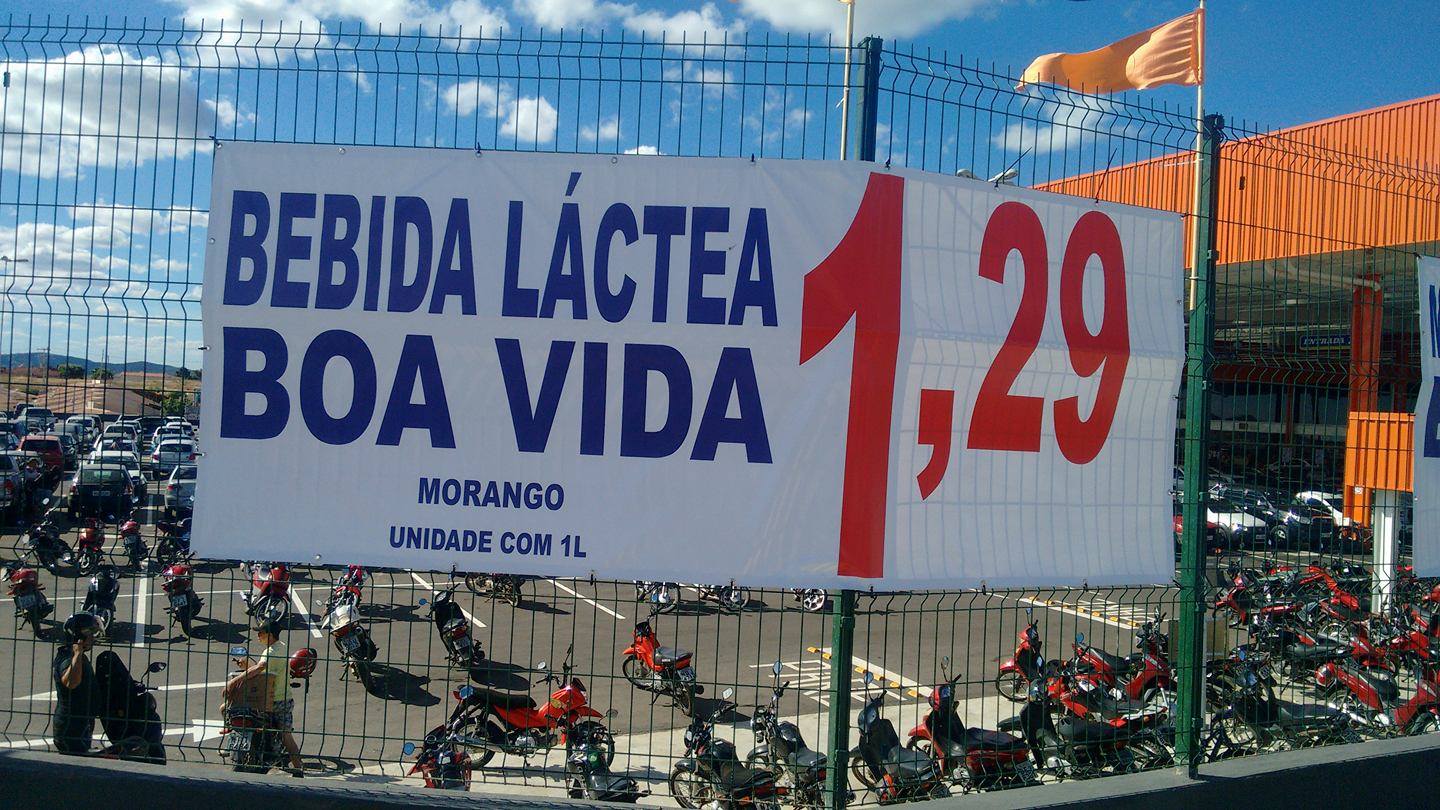 BEBIDA LÁCTEA
BOA VIDA
1,29
MORANGO
UNIDADE COM 1L
ENTRADA